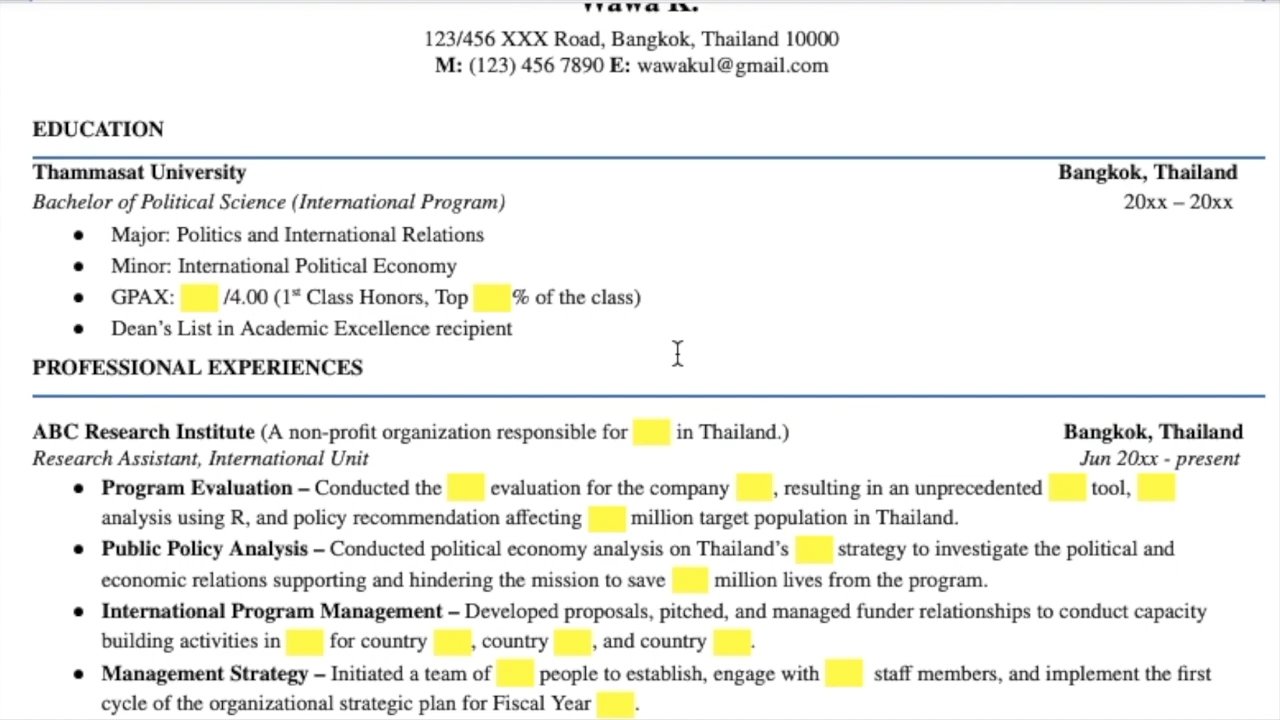 Wawa K.
123/456 XXX Road, Bangkok, Thailand 10000
M: (123) 456 7890 E: wawakul@gmail.com
EDUCATION
Thammasat University Bangkok, Thailand
Bachelor of Political Science (International Program) 20xx – 20xx
● Major: Politics and International Relations
● Minor: International Political Economy
● GPAX: /4.00 (1st Class Honors, Top % of the class)
● Dean’s List in Academic Excellence recipient
PROFESSIONAL EXPERIENCES
ABC Research Institute (A non-profit organization responsible for in Thailand.) Bangkok, Thailand
Research Assistant, International Unit Jun 20xx - present
● Program Evaluation – Conducted the evaluation for the company , resulting in an unprecedented tool,
analysis using R, and policy recommendation affecting million target population in Thailand.
● Public Policy Analysis – Conducted political economy analysis on Thailand’s strategy to investigate the political and
economic relations supporting and hindering the mission to save million lives from the program.
● International Program Management – Developed proposals, pitched, and managed funder relationships to conduct capacity
building activities in for country , country , and country .
● Management Strategy – Initiated a team of people to establish, engage with staff members, and implement the first
cycle of the organizational strategic plan for Fiscal Year .